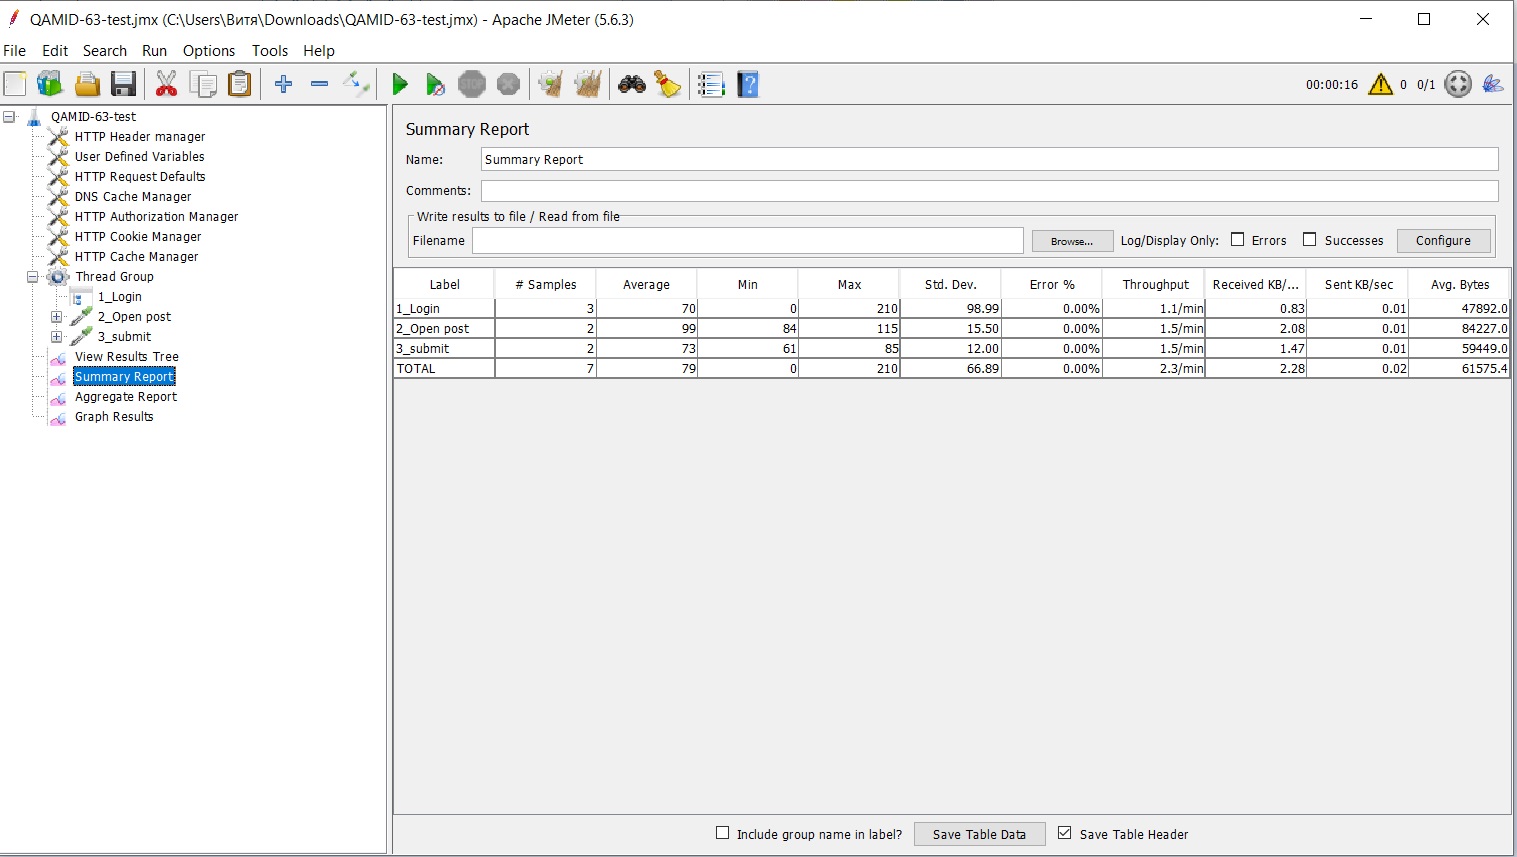 QAMID-63-test.jmx (C:\Users\Витя\Downloads\QAMID-63-test.jmx) - Apache JMeter (5.6.3)
File Edit Search Run Options Tools Help
STOP 00:00:16 0 0/1
QAMID-63-test
HTTP Header manager
User Defined Variables
HTTP Request Defaults
DNS Cache Manager
HTTP Authorization Manager
HTTP Cookie Manager
HTTP Cache Manager
Thread Group
1_Login
2_Open post
3_submit
View Results Tree
Summary Report
Aggregate Report
Graph Results
Summary Report
Name: Summary Report
Comments:
Write results to file / Read from file
Filename Browse... Log/Display Only: Errors Successes Configure
Label # Samples Average Min Max Std. Dev. Error % Throughput Received KB/... Sent KB/sec Avg. Bytes
1_Login 3 70 0 210 98.99 0.00% 1.1/min 0.83 0.01 47892.0
2_Open post 2 99 84 115 15.50 0.00% 1.5/min 2.08 0.01 84227.0
3_submit 2 73 61 85 12.00 0.00% 1.5/min 1.47 0.01 59449.0
TOTAL 7 79 0 210 66.89 0.00% 2.3/min 2.28 0.02 61575.4
Include group name in label? Save Table Data Save Table Header